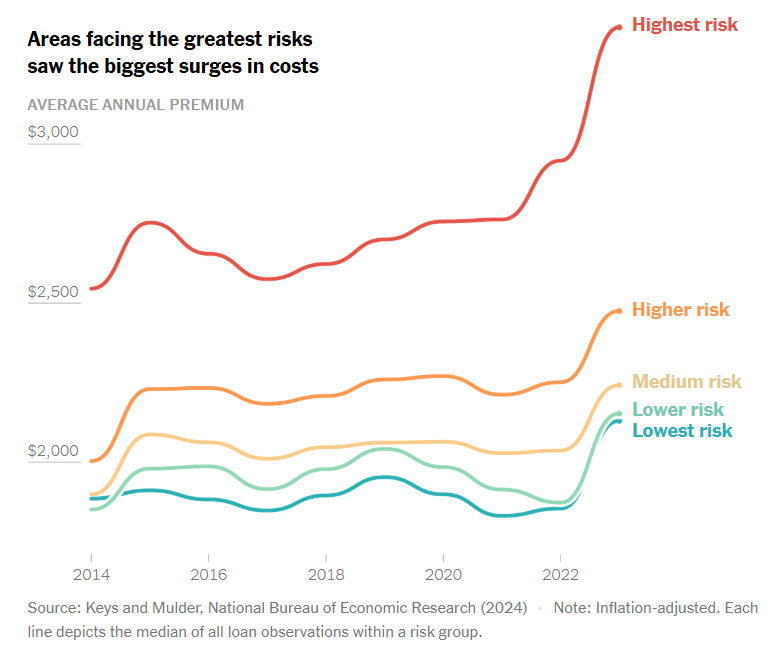 Areas facing the greatest risks
saw the biggest surges in costs
AVERAGE ANNUAL PREMIUM
$3,000
$2,500
$2,000
Highest risk
Higher risk
Medium risk
Lower risk
Lowest risk
2014 2016 2018 2020 2022
Source: Keys and Mulder, National Bureau of Economic Research (2024) • Note: Inflation-adjusted. Each
line depicts the median of all loan observations within a risk group.